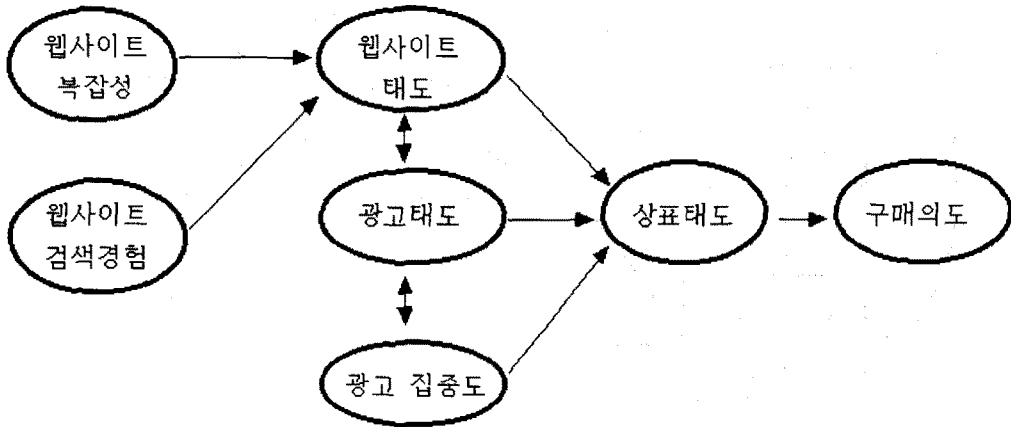 웹사이트
복잡성
웹사이트
태도
웹사이트
검색경험
광고태도
상표태도
구매의도
광고 집중도